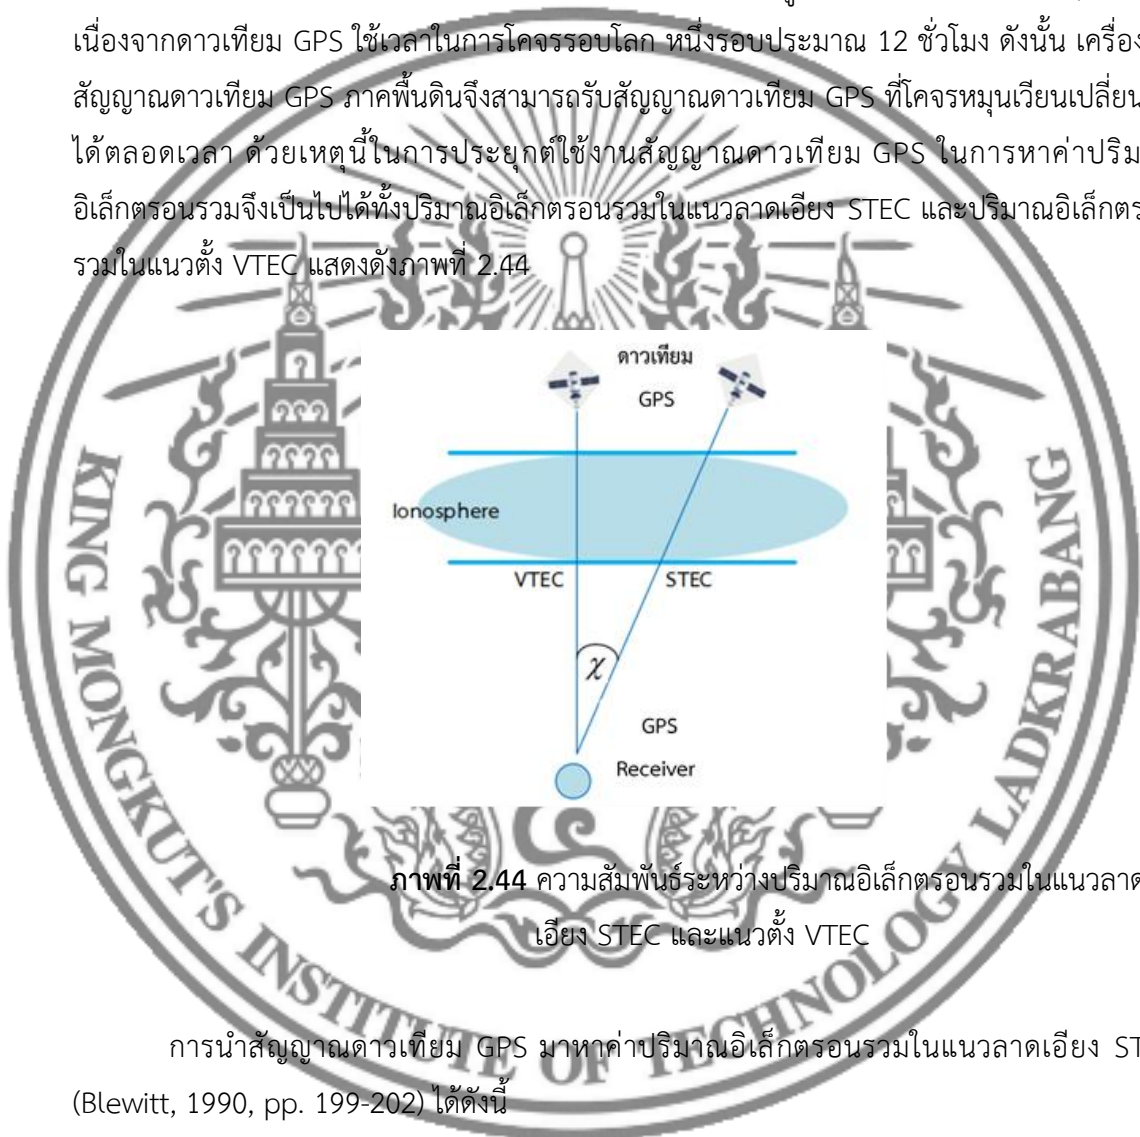 เนื่องจากดาวเทียม GPS ใช้เวลาในการโคจรรอบโลก หนึ่งรอบประมาณ 12 ชั่วโมง ดังนั้น เครื่อง
สัญญาณดาวเทียม GPS ภาคพื้นดินจึงสามารถรับสัญญาณดาวเทียม GPS ที่โคจรหมุนเวียนเปลี่ยน
ได้ตลอดเวลา ด้วยเหตุนี้ในการประยุกต์ใช้งานสัญญาณดาวเทียม GPS ในการหาค่าปริม
อิเล็กตรอนรวมจึงเป็นไปได้ทั้งปริมาณอิเล็กตรอนรวมในแนวลาดเอียง STEC และปริมาณอิเล็กตร
รวมในแนวตั้ง VTEC แสดงดังภาพที่ 2.44
ดาวเทียม
GPS
Ionosphere
VTEC STEC
χ
GPS
Receiver
ภาพที่ 2.44 ความสัมพันธ์ระหว่างปริมาณอิเล็กตรอนรวมในแนวลาด
เอียง STEC และแนวตั้ง VTEC
การนำสัญญาณดาวเทียม GPS มาหาค่าปริมาณอิเล็กตรอนรวมในแนวลาดเอียง ST
(Blewitt, 1990, pp. 199-202) ได้ดังนี้
KING MONGKUT'S INSTITUTE OF TECHNOLOGY LADKRABANG